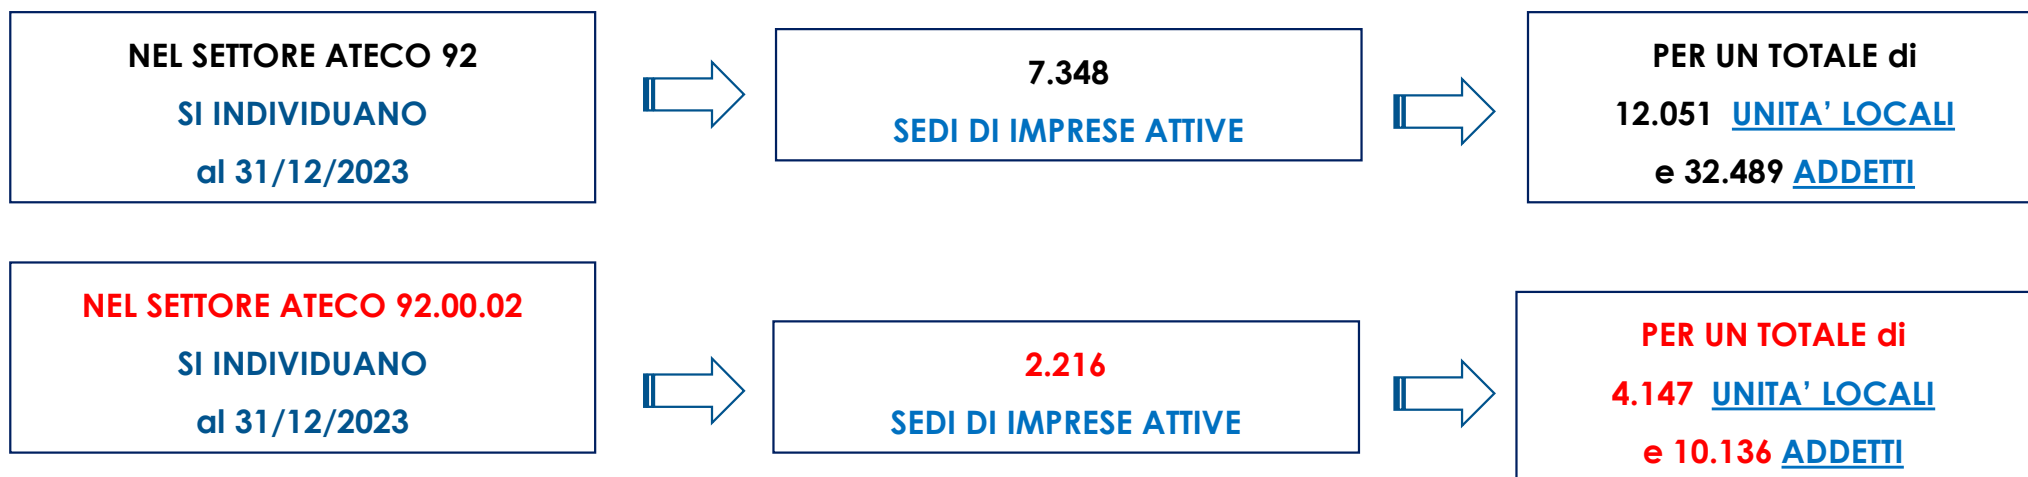 NEL SETTORE ATECO 92
SI INDIVIDUANO
al 31/12/2023
7.348
SEDI DI IMPRESE ATTIVE
PER UN TOTALE di
12.051 UNITA’ LOCALI
e 32.489 ADDETTI
NEL SETTORE ATECO 92.00.02
SI INDIVIDUANO
al 31/12/2023
2.216
SEDI DI IMPRESE ATTIVE
PER UN TOTALE di
4.147 UNITA’ LOCALI
e 10.136 ADDETTI